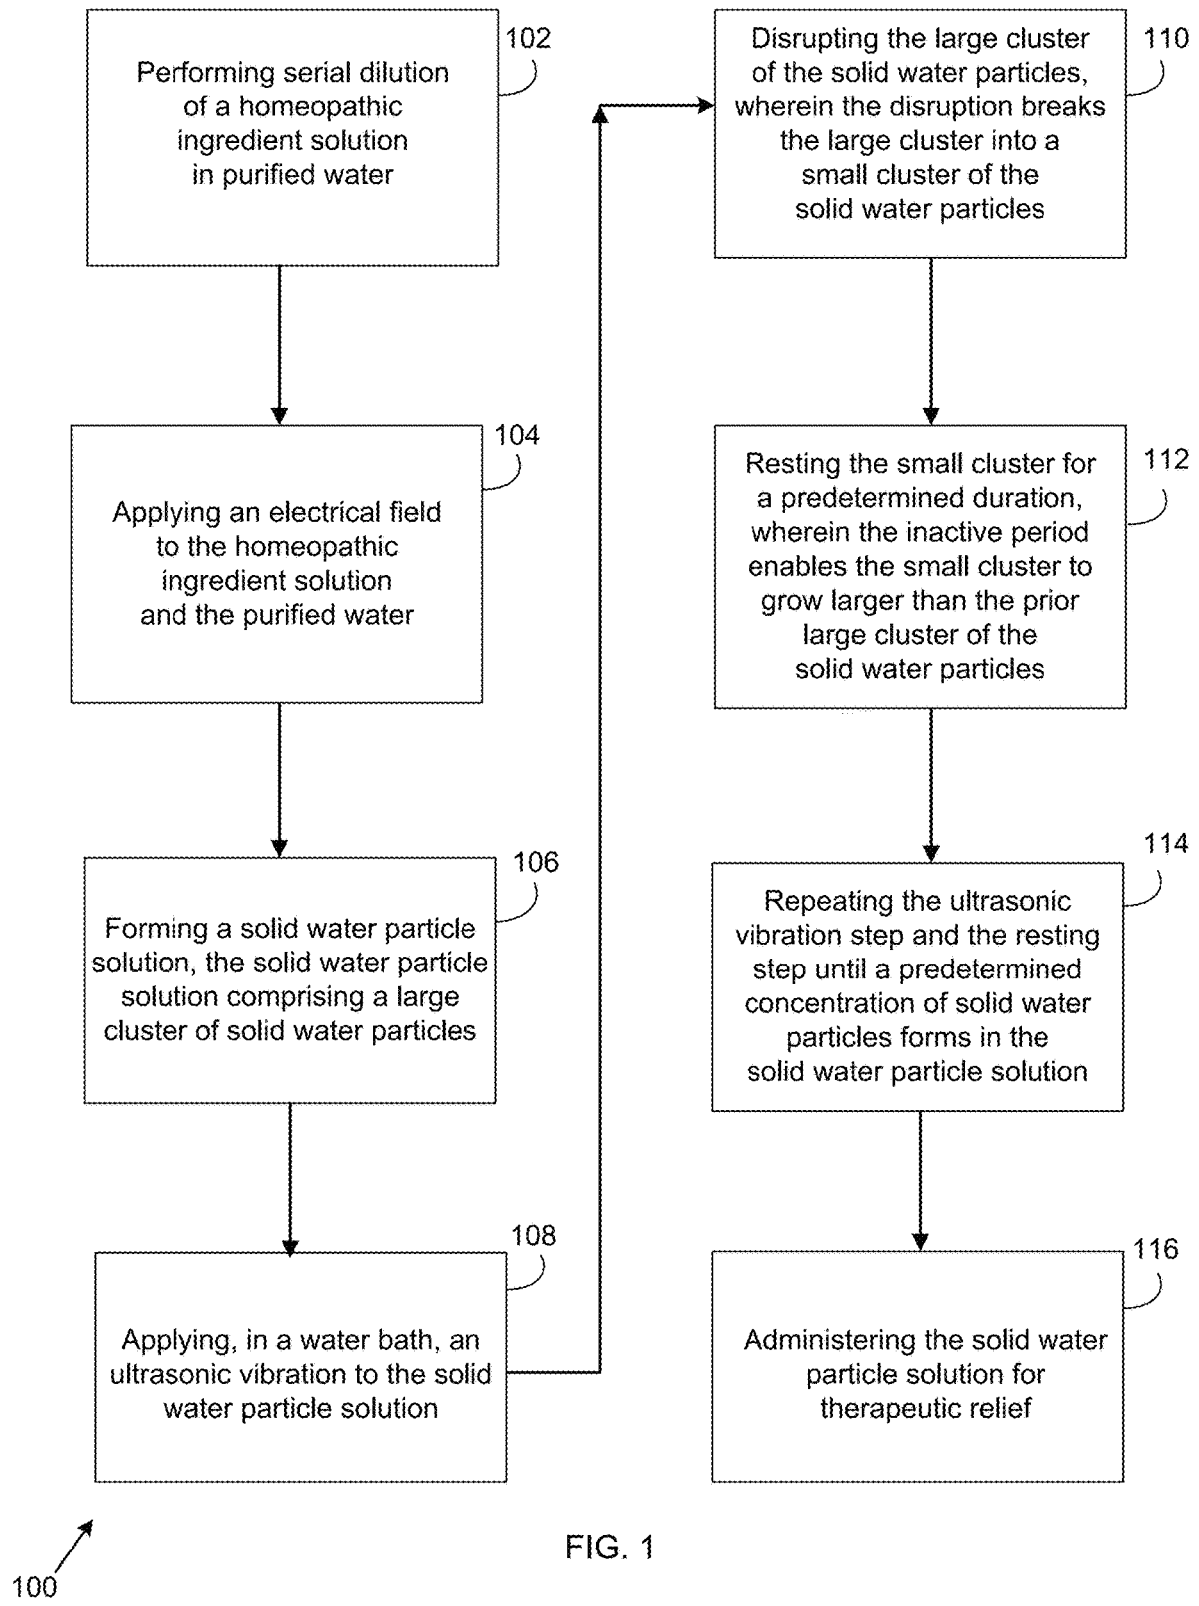 102
Performing serial dilution
of a homeopathic
ingredient solution
in purified water
104
Applying an electrical field
to the homeopathic
ingredient solution
and the purified water
106
Forming a solid water particle
solution, the solid water particle
solution comprising a large
cluster of solid water particles
108
Applying, in a water bath, an
ultrasonic vibration to the solid
water particle solution
110
Disrupting the large cluster
of the solid water particles,
wherein the disruption breaks
the large cluster into a
small cluster of the
solid water particles
112
Resting the small cluster for
a predetermined duration,
wherein the inactive period
enables the small cluster to
grow larger than the prior
large cluster of the
solid water particles
114
Repeating the ultrasonic
vibration step and the resting
step until a predetermined
concentration of solid water
particles forms in the
solid water particle solution
116
Administering the solid water
particle solution for
therapeutic relief
100
FIG. 1